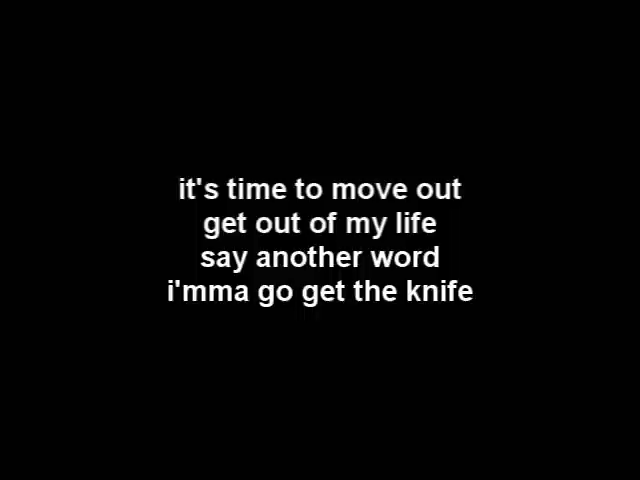 it's time to move out
get out of my life
say another word
i'mma go get the knife